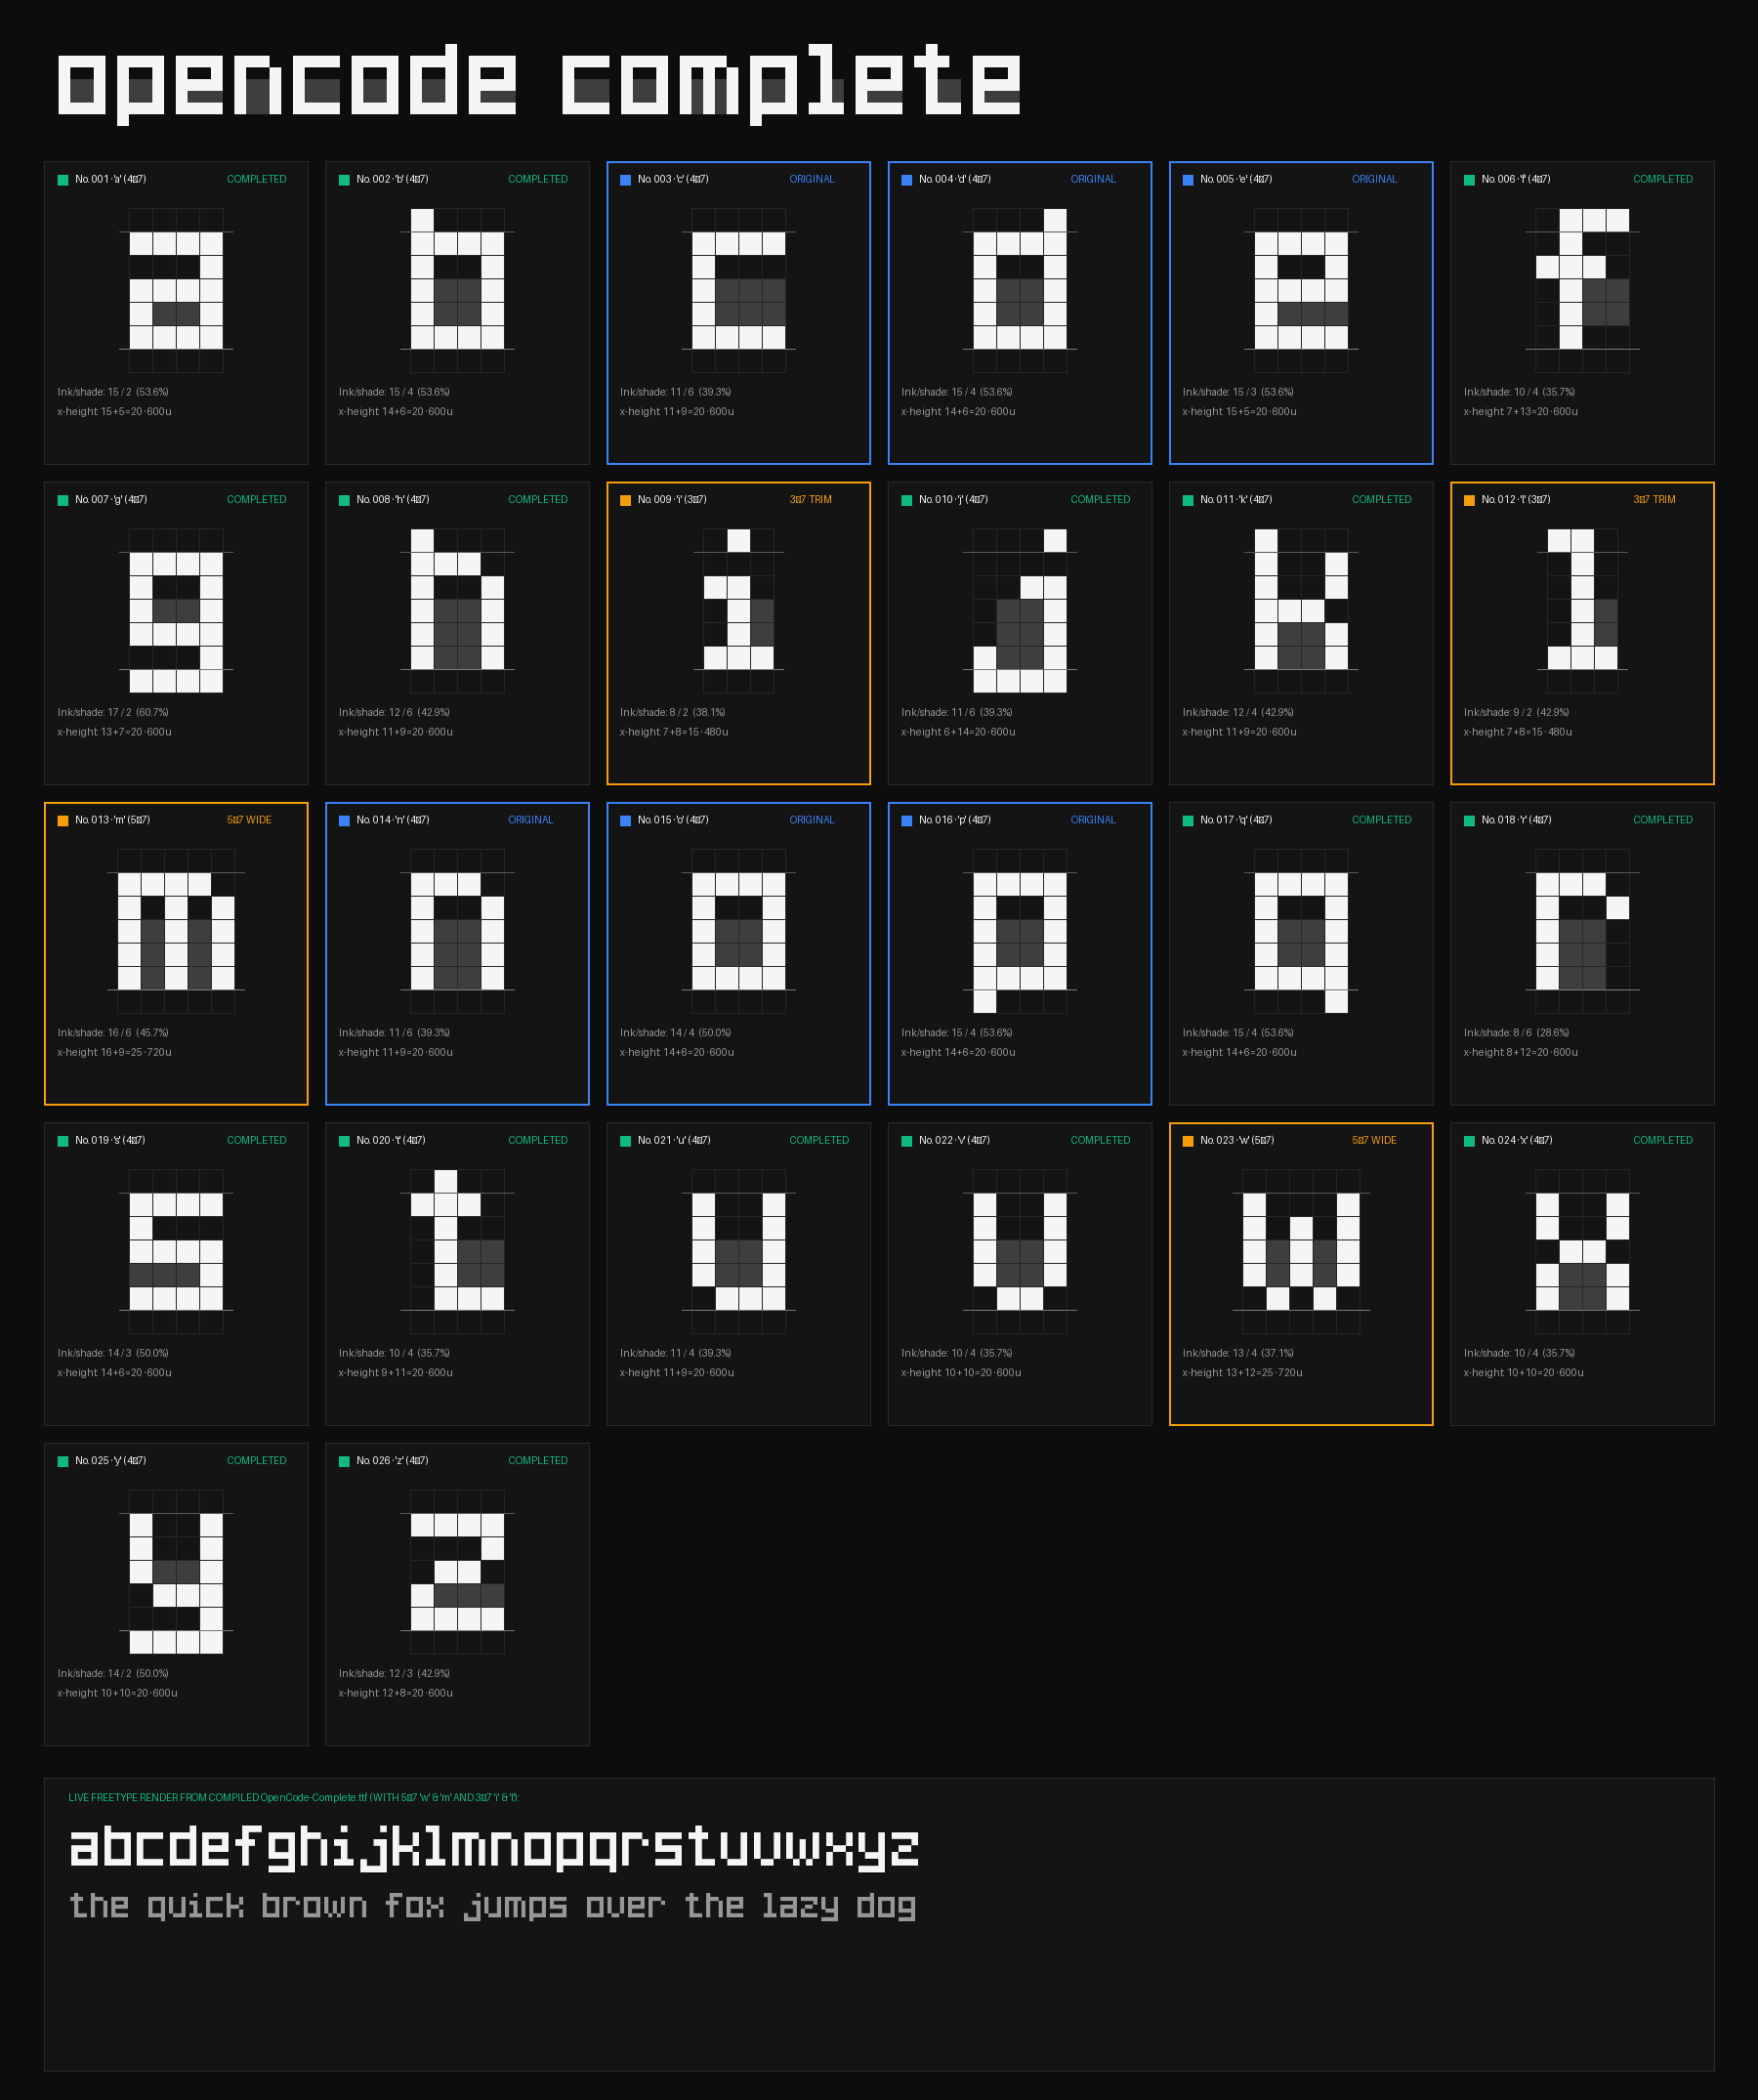 opencode complete
No. 001 · 'a' (4□7) COMPLETED
Ink/shade: 15 / 2 (53.6%)
x-height: 15+5=20 · 600u
No. 002 · 'b' (4□7) COMPLETED
Ink/shade: 15 / 4 (53.6%)
x-height: 14+6=20 · 600u
No. 003 · 'c' (4□7) ORIGINAL
Ink/shade: 11 / 6 (39.3%)
x-height: 11+9=20 · 600u
No. 004 · 'd' (4□7) ORIGINAL
Ink/shade: 15 / 4 (53.6%)
x-height: 14+6=20 · 600u
No. 005 · 'e' (4□7) ORIGINAL
Ink/shade: 15 / 3 (53.6%)
x-height: 15+5=20 · 600u
No. 006 · 'f' (4□7) COMPLETED
Ink/shade: 10 / 4 (35.7%)
x-height: 7+13=20 · 600u
No. 007 · 'g' (4□7) COMPLETED
Ink/shade: 17 / 2 (60.7%)
x-height: 13+7=20 · 600u
No. 008 · 'h' (4□7) COMPLETED
Ink/shade: 12 / 6 (42.9%)
x-height: 11+9=20 · 600u
No. 009 · 'i' (3□7) 3□7 TRIM
Ink/shade: 8 / 2 (38.1%)
x-height: 7+8=15 · 480u
No. 010 · 'j' (4□7) COMPLETED
Ink/shade: 11 / 6 (39.3%)
x-height: 6+14=20 · 600u
No. 011 · 'k' (4□7) COMPLETED
Ink/shade: 12 / 4 (42.9%)
x-height: 11+9=20 · 600u
No. 012 · 'l' (3□7) 3□7 TRIM
Ink/shade: 9 / 2 (42.9%)
x-height: 7+8=15 · 480u
No. 013 · 'm' (5□7) 5□7 WIDE
Ink/shade: 16 / 6 (45.7%)
x-height: 16+9=25 · 720u
No. 014 · 'n' (4□7) ORIGINAL
Ink/shade: 11 / 6 (39.3%)
x-height: 11+9=20 · 600u
No. 015 · 'o' (4□7) ORIGINAL
Ink/shade: 14 / 4 (50.0%)
x-height: 14+6=20 · 600u
No. 016 · 'p' (4□7) ORIGINAL
Ink/shade: 15 / 4 (53.6%)
x-height: 14+6=20 · 600u
No. 017 · 'q' (4□7) COMPLETED
Ink/shade: 15 / 4 (53.6%)
x-height: 14+6=20 · 600u
No. 018 · 'r' (4□7) COMPLETED
Ink/shade: 8 / 6 (28.6%)
x-height: 8+12=20 · 600u
No. 019 · 's' (4□7) COMPLETED
Ink/shade: 14 / 3 (50.0%)
x-height: 14+6=20 · 600u
No. 020 · 't' (4□7) COMPLETED
Ink/shade: 10 / 4 (35.7%)
x-height: 9+11=20 · 600u
No. 021 · 'u' (4□7) COMPLETED
Ink/shade: 11 / 4 (39.3%)
x-height: 11+9=20 · 600u
No. 022 · 'v' (4□7) COMPLETED
Ink/shade: 10 / 4 (35.7%)
x-height: 10+10=20 · 600u
No. 023 · 'w' (5□7) 5□7 WIDE
Ink/shade: 13 / 4 (37.1%)
x-height: 13+12=25 · 720u
No. 024 · 'x' (4□7) COMPLETED
Ink/shade: 10 / 4 (35.7%)
x-height: 10+10=20 · 600u
No. 025 · 'y' (4□7) COMPLETED
Ink/shade: 14 / 2 (50.0%)
x-height: 10+10=20 · 600u
No. 026 · 'z' (4□7) COMPLETED
Ink/shade: 12 / 3 (42.9%)
x-height: 12+8=20 · 600u
LIVE FREETYPE RENDER FROM COMPILED OpenCode-Complete.ttf (WITH 5□7 'w' & 'm' AND 3□7 'i' & 'l'):
abcdefghijklmnopqrstuvwxyz
the quick brown fox jumps over the lazy dog